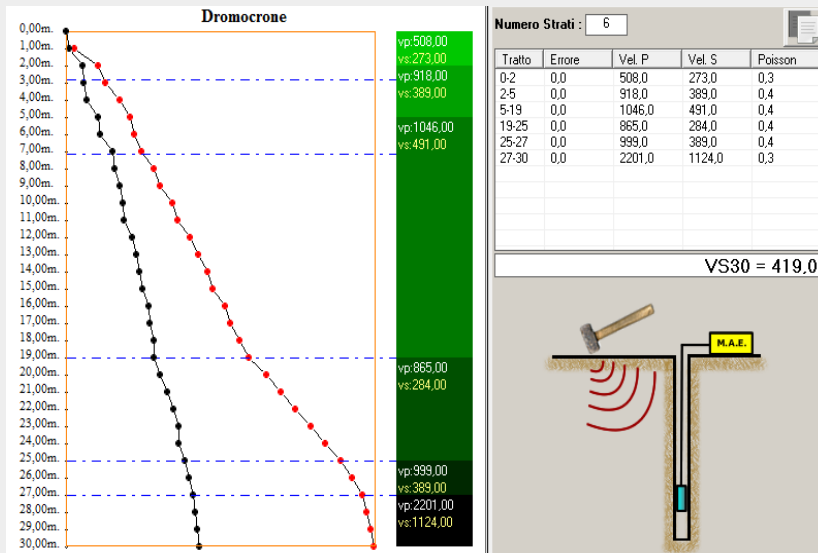 Dromocrone
0,00m.
1,00m.
2,00m.
3,00m.
4,00m.
5,00m.
6,00m.
7,00m.
8,00m.
9,00m.
10,00m.
11,00m.
12,00m.
13,00m.
14,00m.
15,00m.
16,00m.
17,00m.
18,00m.
19,00m.
20,00m.
21,00m.
22,00m.
23,00m.
24,00m.
25,00m.
26,00m.
27,00m.
28,00m.
29,00m.
30,00m.
vp:508,00
vs:273,00
vp:918,00
vs:389,00
vp:1046,00
vs:491,00
vp:865,00
vs:284,00
vp:999,00
vs:389,00
vp:2201,00
vs:1124,00
Numero Strati : 6
Tratto Errore Vel. P Vel. S Poisson
0-2 0,0 508,0 273,0 0,3
2-5 0,0 918,0 389,0 0,4
5-19 0,0 1046,0 491,0 0,4
19-25 0,0 865,0 284,0 0,4
25-27 0,0 999,0 389,0 0,4
27-30 0,0 2201,0 1124,0 0,3
VS30 = 419,0
M.A.E.